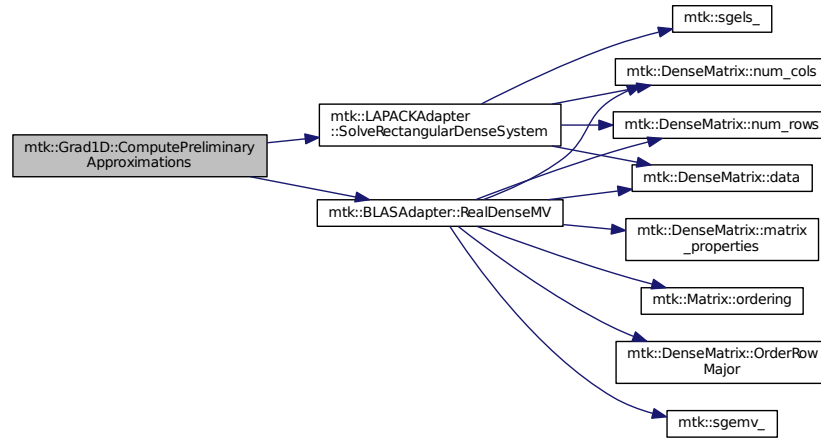 mtk::Grad1D::ComputePreliminary
Approximations
mtk::LAPACKAdapter
::SolveRectangularDenseSystem
mtk::BLASAdapter::RealDenseMV
mtk::sgels_
mtk::DenseMatrix::num_cols
mtk::DenseMatrix::num_rows
mtk::DenseMatrix::data
mtk::DenseMatrix::matrix
_properties
mtk::Matrix::ordering
mtk::DenseMatrix::OrderRow
Major
mtk::sgemv_